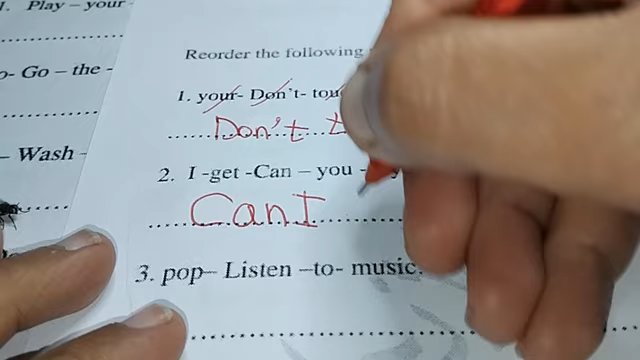 Play – your
Go – the -
– Wash -
Reorder the following
1. your- Don't-
Don't t
2. I -get -Can – you -
Can I
3. pop– Listen –to- music.